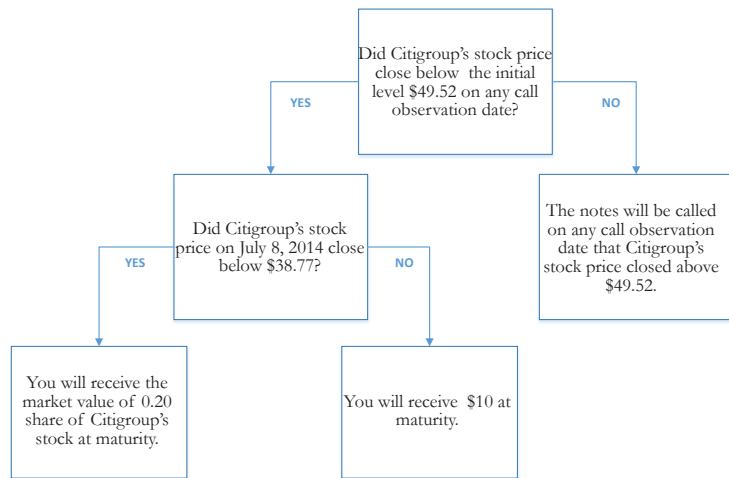 Did Citigroup's stock price
close below the initial
level $49.52 on any call
observation date?
YES
NO
Did Citigroup's stock
price on July 8, 2014 close
below $38.77?
The notes will be called
on any call observation
date that Citigroup's
stock price closed above
$49.52.
YES
NO
You will receive the
market value of 0.20
share of Citigroup's
stock at maturity.
You will receive $10 at
maturity.